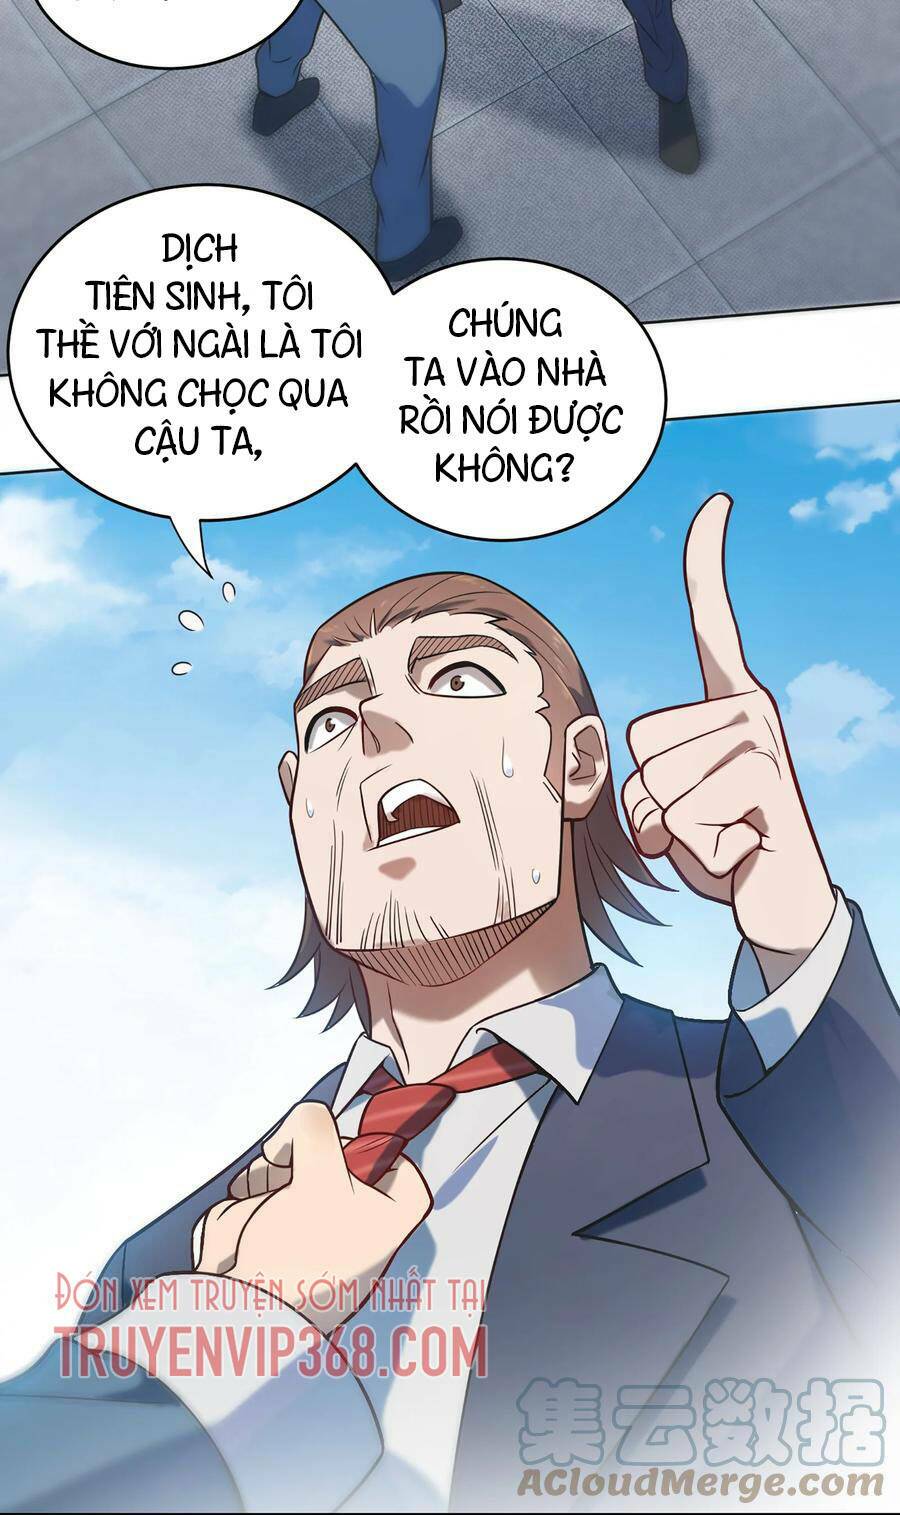 DỊCH
TIÊN SINH, TÔI
THỀ VỚI NGÀI LÀ TÔI
KHÔNG CHỌC QUA
CẬU TA,
CHÚNG
TA VÀO NHÀ
RỒI NÓI ĐƯỢC
KHÔNG?
ĐÓN XEM TRUYỆN SỚM NHẤT TẠI
TRUYENVIP368.COM
集云数据
ACloudMerge.com